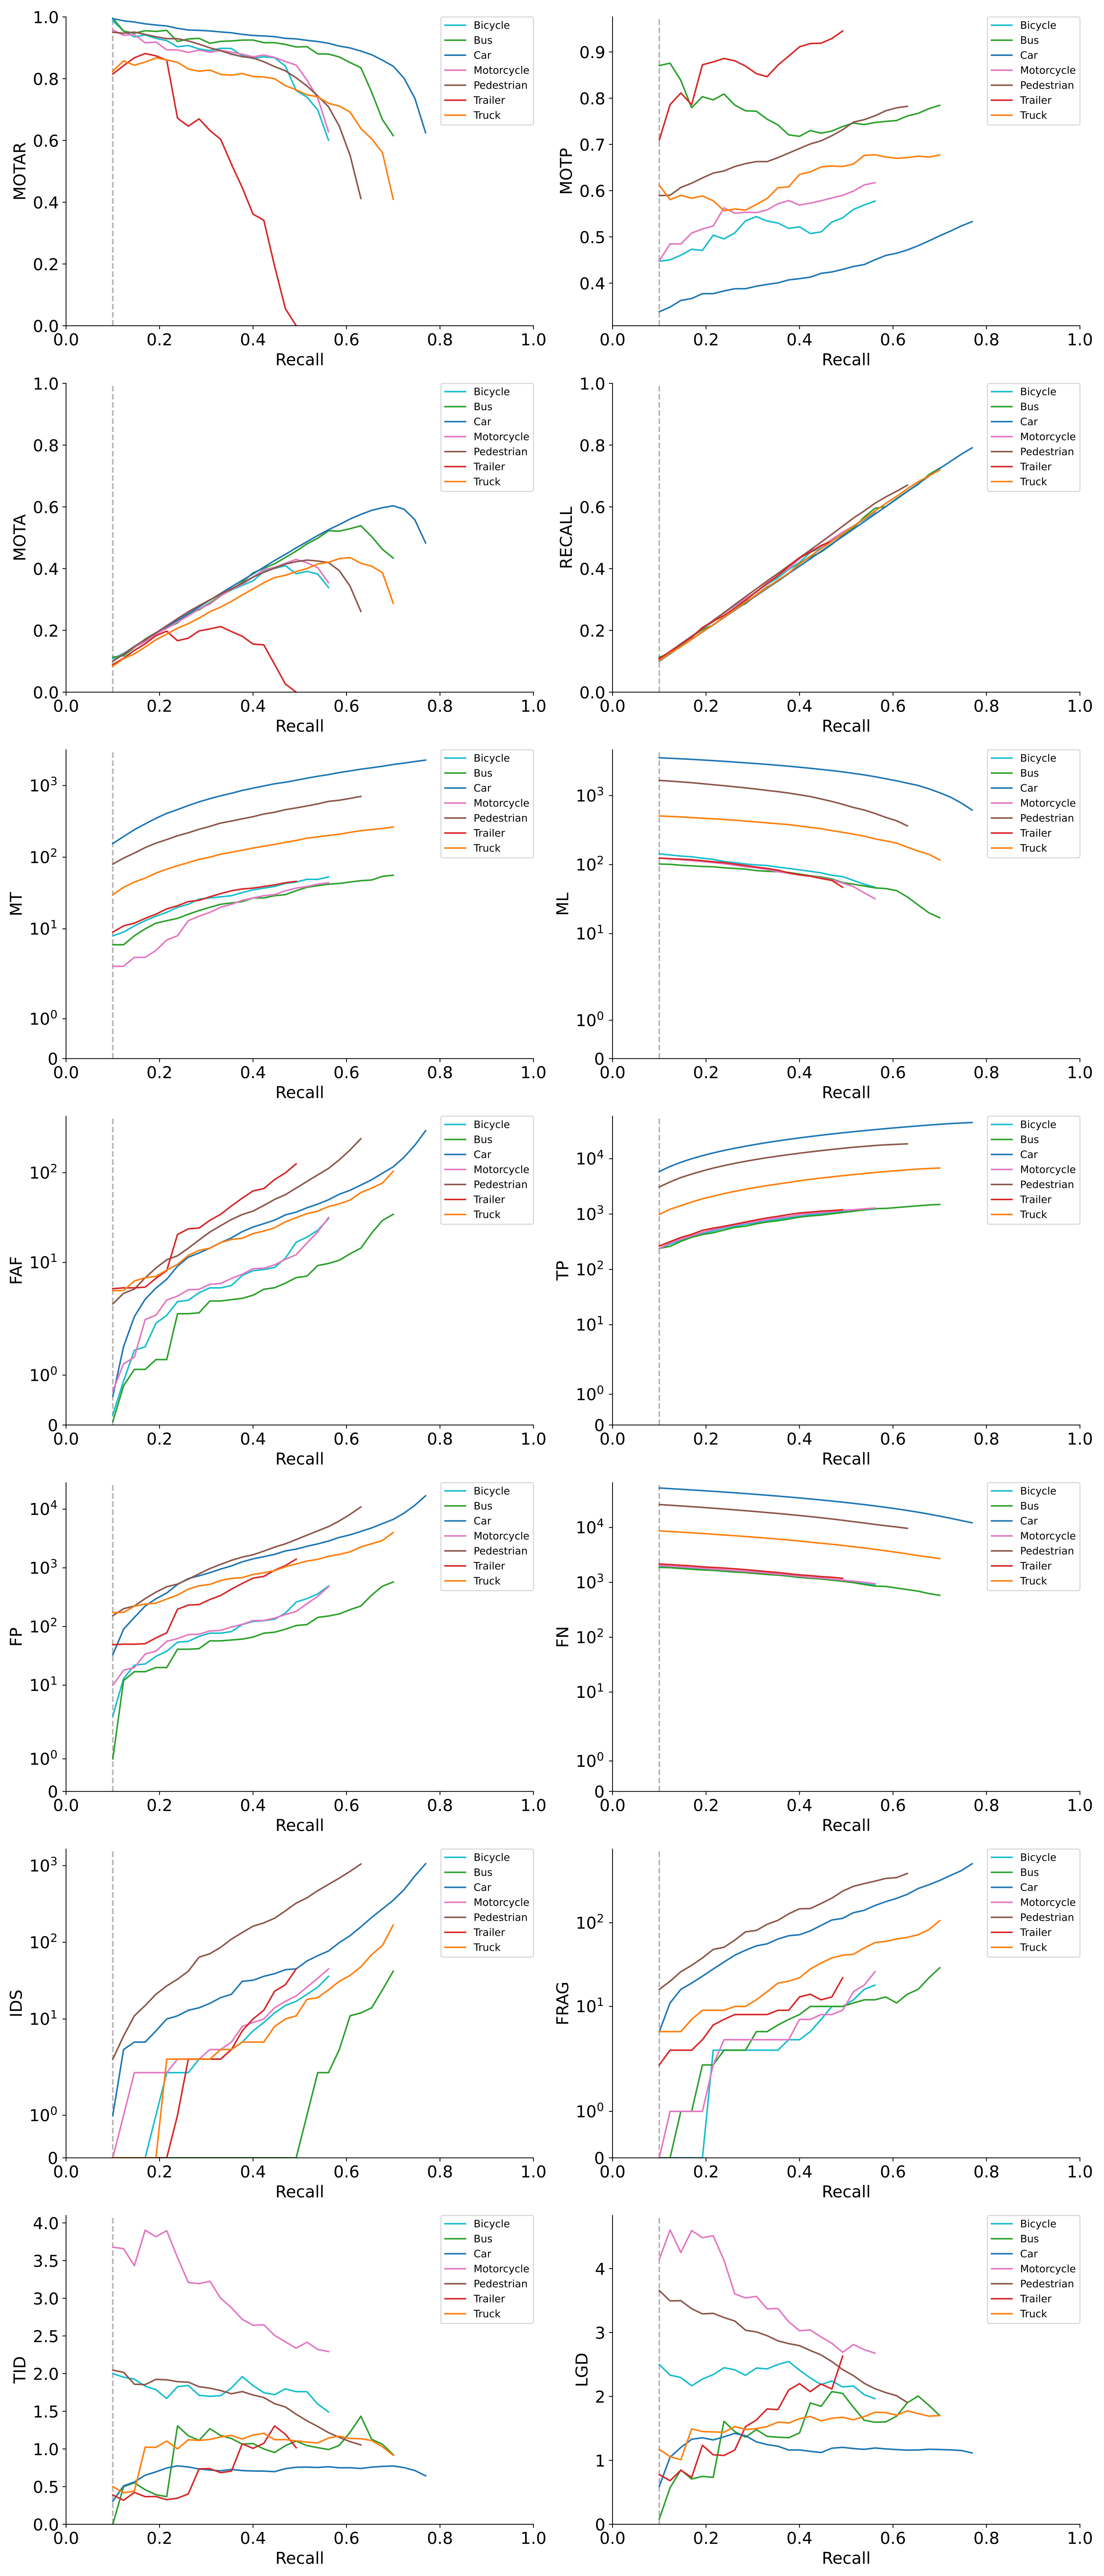 MOTAR
1.0
0.8
0.6
0.4
0.2
0.0
0.0 0.2 0.4 0.6 0.8 1.0
Recall
Bicycle
Bus
Car
Motorcycle
Pedestrian
Trailer
Truck
MOTP
0.9
0.8
0.7
0.6
0.5
0.4
0.0 0.2 0.4 0.6 0.8 1.0
Recall
Bicycle
Bus
Car
Motorcycle
Pedestrian
Trailer
Truck
MOTA
1.0
0.8
0.6
0.4
0.2
0.0
0.0 0.2 0.4 0.6 0.8 1.0
Recall
Bicycle
Bus
Car
Motorcycle
Pedestrian
Trailer
Truck
RECALL
1.0
0.8
0.6
0.4
0.2
0.0
0.0 0.2 0.4 0.6 0.8 1.0
Recall
Bicycle
Bus
Car
Motorcycle
Pedestrian
Trailer
Truck
MT
10³
10²
10¹
10⁰
0
0.0 0.2 0.4 0.6 0.8 1.0
Recall
Bicycle
Bus
Car
Motorcycle
Pedestrian
Trailer
Truck
ML
10³
10²
10¹
10⁰
0
0.0 0.2 0.4 0.6 0.8 1.0
Recall
Bicycle
Bus
Car
Motorcycle
Pedestrian
Trailer
Truck
FAF
10²
10¹
10⁰
0
0.0 0.2 0.4 0.6 0.8 1.0
Recall
Bicycle
Bus
Car
Motorcycle
Pedestrian
Trailer
Truck
TP
10⁴
10³
10²
10¹
10⁰
0
0.0 0.2 0.4 0.6 0.8 1.0
Recall
Bicycle
Bus
Car
Motorcycle
Pedestrian
Trailer
Truck
FP
10⁴
10³
10²
10¹
10⁰
0
0.0 0.2 0.4 0.6 0.8 1.0
Recall
Bicycle
Bus
Car
Motorcycle
Pedestrian
Trailer
Truck
FN
10⁴
10³
10²
10¹
10⁰
0
0.0 0.2 0.4 0.6 0.8 1.0
Recall
Bicycle
Bus
Car
Motorcycle
Pedestrian
Trailer
Truck
IDS
10³
10²
10¹
10⁰
0
0.0 0.2 0.4 0.6 0.8 1.0
Recall
Bicycle
Bus
Car
Motorcycle
Pedestrian
Trailer
Truck
FRAG
10²
10¹
10⁰
0
0.0 0.2 0.4 0.6 0.8 1.0
Recall
Bicycle
Bus
Car
Motorcycle
Pedestrian
Trailer
Truck
TID
4.0
3.5
3.0
2.5
2.0
1.5
1.0
0.5
0.0
0.0 0.2 0.4 0.6 0.8 1.0
Recall
Bicycle
Bus
Car
Motorcycle
Pedestrian
Trailer
Truck
LGD
4
3
2
1
0
0.0 0.2 0.4 0.6 0.8 1.0
Recall
Bicycle
Bus
Car
Motorcycle
Pedestrian
Trailer
Truck